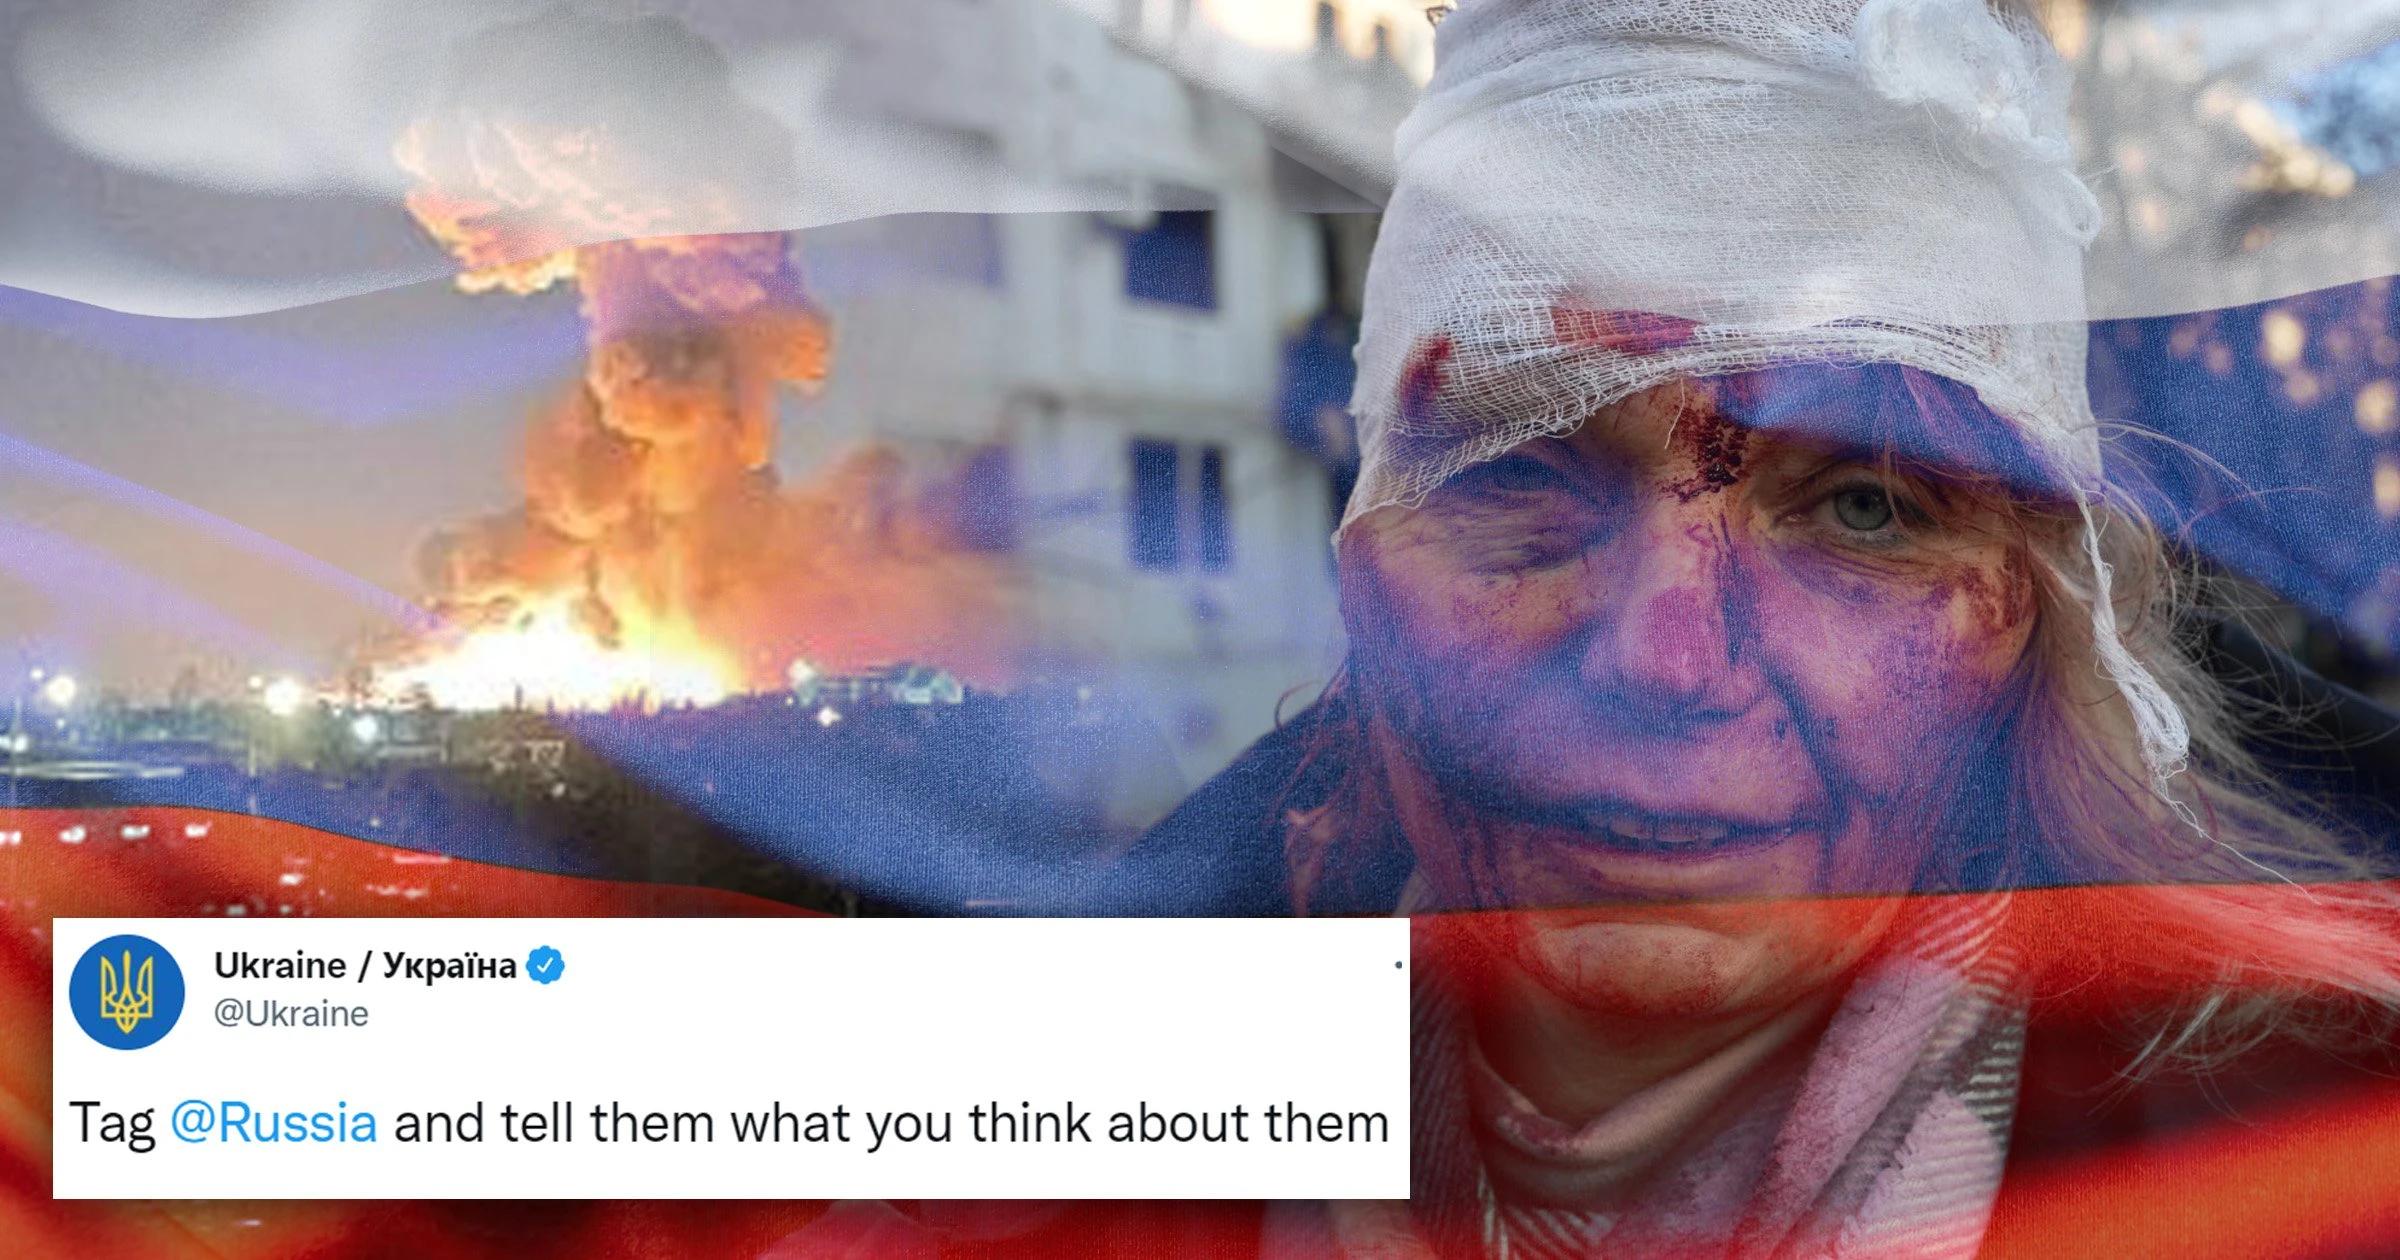 Ukraine / Україна
@Ukraine
Tag @Russia and tell them what you think about them